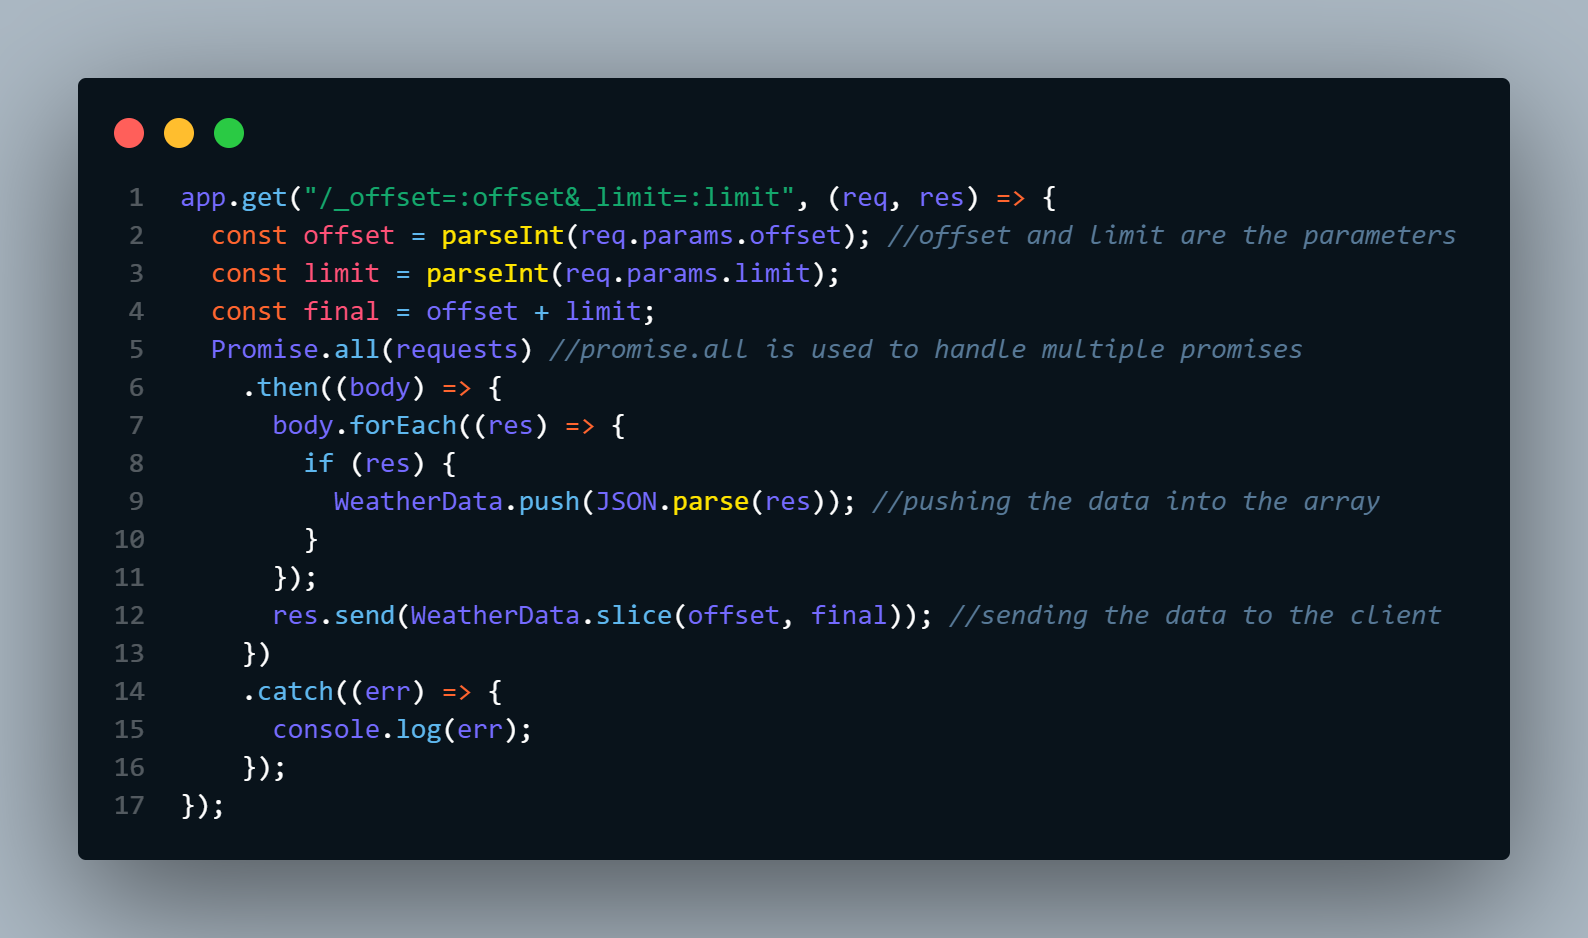 1 app.get("/_offset=:offset&_limit=:limit", (req, res) => {
2 const offset = parseInt(req.params.offset); //offset and limit are the parameters
3 const limit = parseInt(req.params.limit);
4 const final = offset + limit;
5 Promise.all(requests) //promise.all is used to handle multiple promises
6 .then((body) => {
7 body.forEach((res) => {
8 if (res) {
9 WeatherData.push(JSON.parse(res)); //pushing the data into the array
10 }
11 });
12 res.send(WeatherData.slice(offset, final)); //sending the data to the client
13 })
14 .catch((err) => {
15 console.log(err);
16 });
17 });